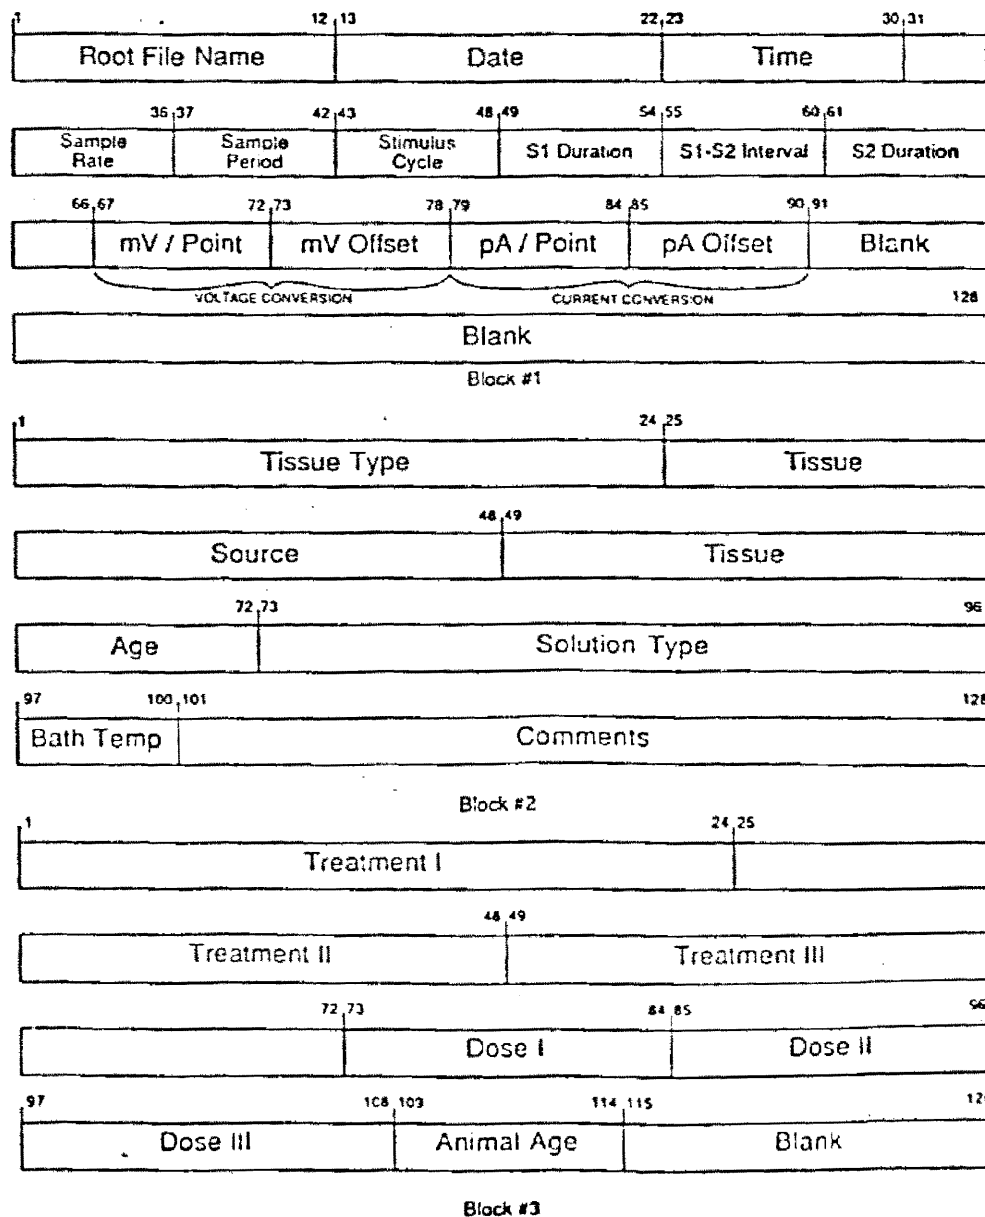 1 12 13 22 23 30 31
Root File Name Date Time
36 37 42 43 48 49 54 55 60 61
Sample Rate Sample Period Stimulus Cycle S1 Duration S1-S2 Interval S2 Duration
66 67 72 73 78 79 84 85 90 91
mV / Point mV Offset pA / Point pA Offset Blank
VOLTAGE CONVERSION CURRENT CONVERSION 128
Blank
Block #1
1 24 25
Tissue Type Tissue
48 49
Source Tissue
72 73 96
Age Solution Type
97 100 101 128
Bath Temp Comments
Block #2
1 24 25
Treatment I
48 49
Treatment II Treatment III
72 73 84 85 96
Dose I Dose II
97 108 109 114 115
Dose III Animal Age Blank
Block #3